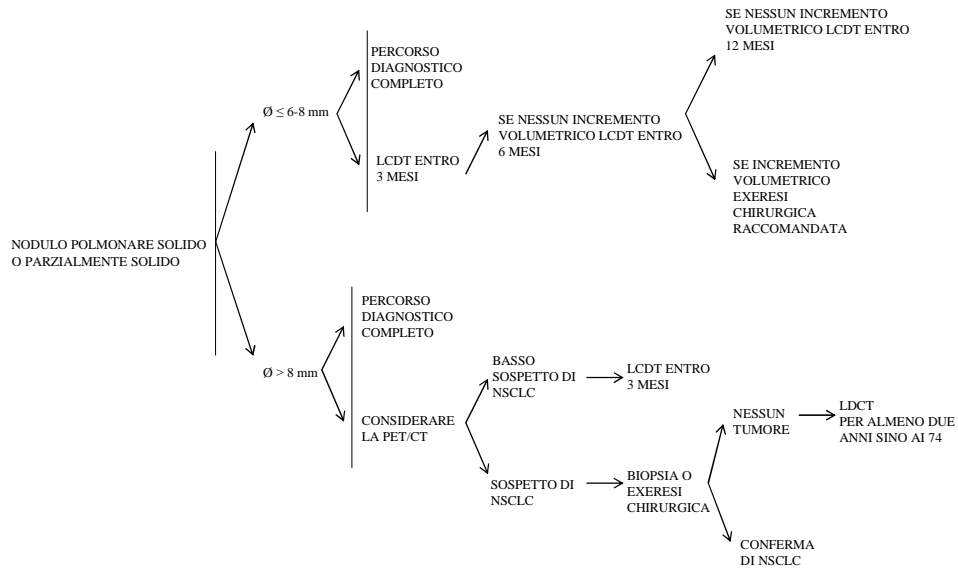 NODULO POLMONARE SOLIDO
O PARZIALMENTE SOLIDO
Ø ≤ 6-8 mm
PERCORSO
DIAGNOSTICO
COMPLETO
LCDT ENTRO
3 MESI
SE NESSUN INCREMENTO
VOLUMETRICO LCDT ENTRO
6 MESI
SE NESSUN INCREMENTO
VOLUMETRICO LCDT ENTRO
12 MESI
SE INCREMENTO
VOLUMETRICO
EXERESI
CHIRURGICA
RACCOMANDATA
Ø > 8 mm
PERCORSO
DIAGNOSTICO
COMPLETO
CONSIDERARE
LA PET/CT
BASSO
SOSPETTO DI
NSCLC
LCDT ENTRO
3 MESI
SOSPETTO DI
NSCLC
BIOPSIA O
EXERESI
CHIRURGICA
NESSUN
TUMORE
LDCT
PER ALMENO DUE
ANNI SINO AI 74
CONFERMA
DI NSCLC